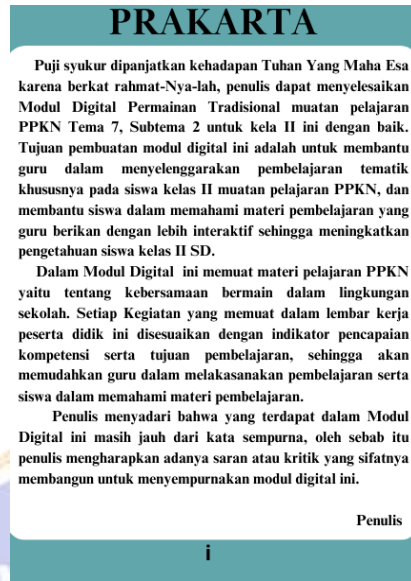 PRAKARTA
Puji syukur dipanjatkan kehadapan Tuhan Yang Maha Esa
karena berkat rahmat-Nya-lah, penulis dapat menyelesaikan
Modul Digital Permainan Tradisional muatan pelajaran
PPKN Tema 7, Subtema 2 untuk kela II ini dengan baik.
Tujuan pembuatan modul digital ini adalah untuk membantu
guru dalam menyelenggarakan pembelajaran tematik
khususnya pada siswa kelas II muatan pelajaran PPKN, dan
membantu siswa dalam memahami materi pembelajaran yang
guru berikan dengan lebih interaktif sehingga meningkatkan
pengetahuan siswa kelas II SD.
Dalam Modul Digital ini memuat materi pelajaran PPKN
yaitu tentang kebersamaan bermain dalam lingkungan
sekolah. Setiap Kegiatan yang memuat dalam lembar kerja
peserta didik ini disesuaikan dengan indikator pencapaian
kompetensi serta tujuan pembelajaran, sehingga akan
memudahkan guru dalam melakasanakan pembelajaran serta
siswa dalam memahami materi pembelajaran.
Penulis menyadari bahwa yang terdapat dalam Modul
Digital ini masih jauh dari kata sempurna, oleh sebab itu
penulis mengharapkan adanya saran atau kritik yang sifatnya
membangun untuk menyempurnakan modul digital ini.
Penulis
i